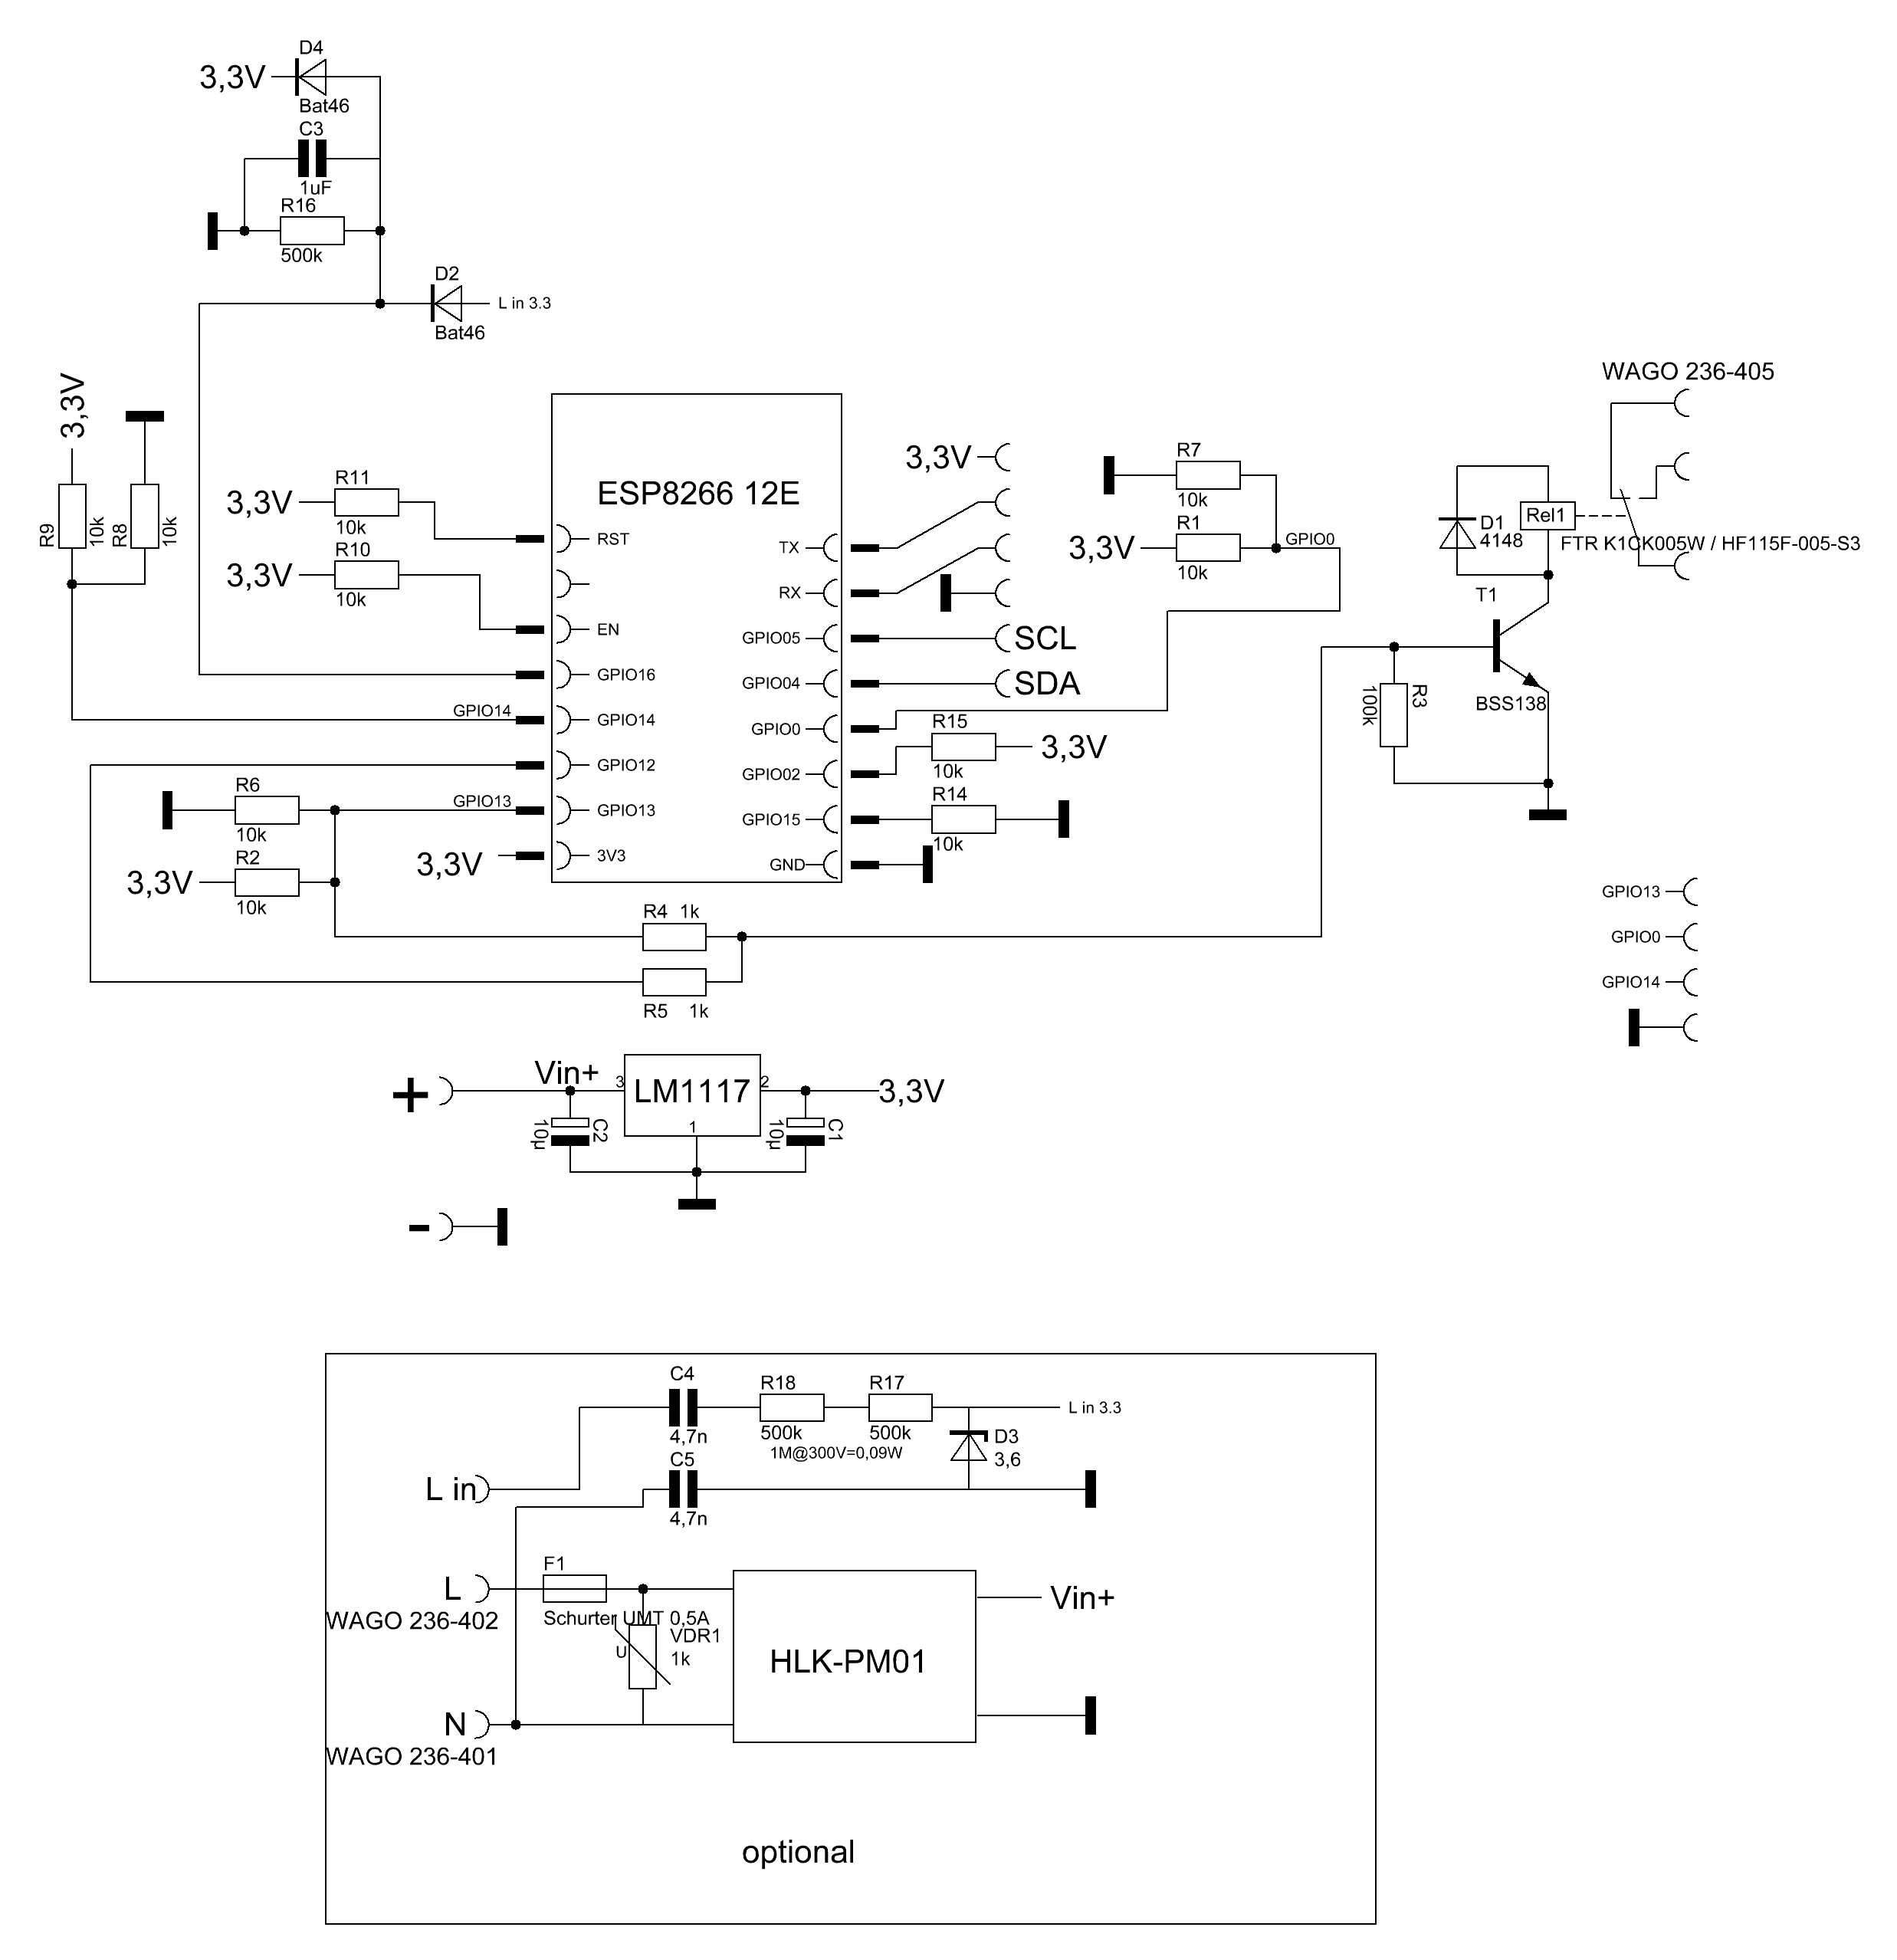 D4
3,3V
Bat46
C3
1uF
R16
500k
D2
L in 3.3
Bat46
3,3V
R9
10k
R8
10k
R11
3,3V
10k
R10
3,3V
10k
ESP8266 12E
RST
EN
GPIO16
GPIO14
GPIO14
GPIO12
GPIO13
GPIO13
3,3V
3V3
TX
RX
GPIO05
GPIO04
GPIO0
GPIO02
GPIO15
GND
3,3V
SCL
SDA
R15
3,3V
10k
R14
10k
R7
10k
R1
3,3V
GPIO0
10k
WAGO 236-405
Rel1
D1
4148
FTR K1CK005W / HF115F-005-S3
T1
BSS138
R3
100k
R6
10k
R2
3,3V
10k
R4 1k
R5 1k
GPIO13
GPIO0
GPIO14
+
Vin+
3
LM1117
2
1
3,3V
C2
10µ
C1
10µ
-
C4
4,7n
R18
500k
R17
500k
1M@300V=0,09W
L in 3.3
D3
3,6
C5
4,7n
L in
F1
L
Schurter UMT 0,5A
WAGO 236-402
VDR1
U
1k
HLK-PM01
Vin+
N
WAGO 236-401
optional